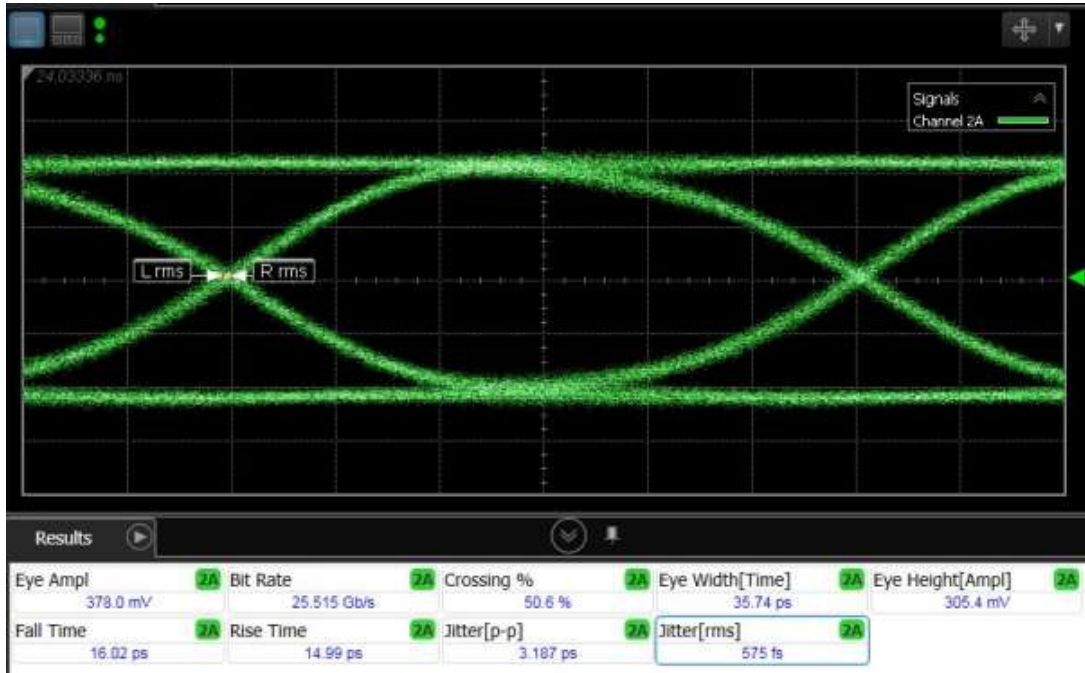 24.03336 ns
Signals
Channel 2A
L rms R rms
Results
Eye Ampl 2A Bit Rate 2A Crossing % 2A Eye Width[Time] 2A Eye Height[Ampl] 2A
378.0 mV 25.515 Gb/s 50.6 % 35.74 ps 305.4 mV
Fall Time 2A Rise Time 2A Jitter[p-p] 2A Jitter[rms] 2A
16.02 ps 14.99 ps 3.187 ps 575 fs